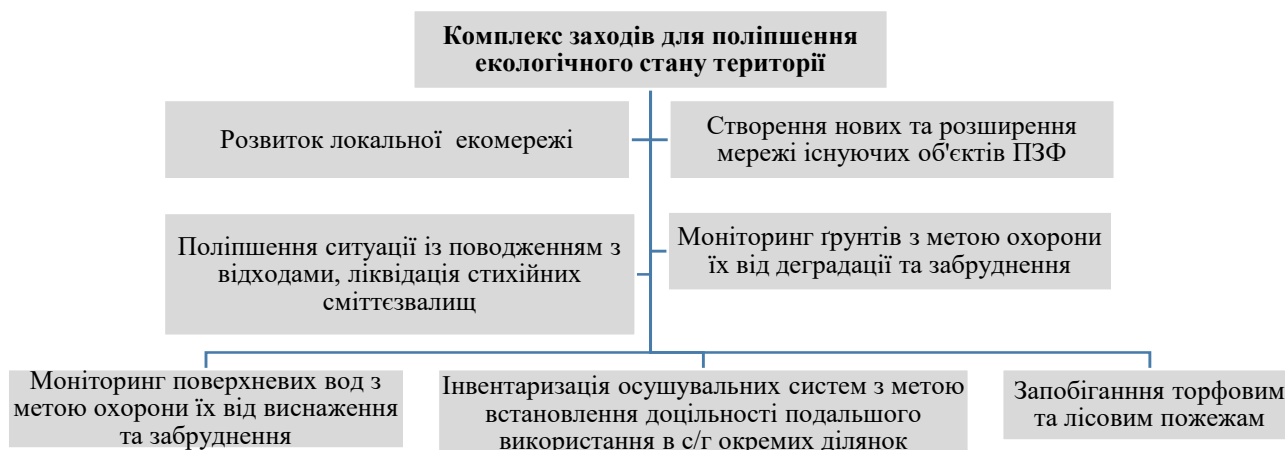 Комплекс заходів для поліпшення
екологічного стану території
Розвиток локальної екомережі
Створення нових та розширення
мережі існуючих об'єктів ПЗФ
Поліпшення ситуації із поводженням з
відходами, ліквідація стихійних
сміттєзвалищ
Моніторинг ґрунтів з метою охорони
їх від деградації та забруднення
Моніторинг поверхневих вод з
метою охорони їх від виснаження
та забруднення
Інвентаризація осушувальних систем з метою
встановлення доцільності подальшого
використання в с/г окремих ділянок
Запобіганння торфовим
та лісовим пожежам